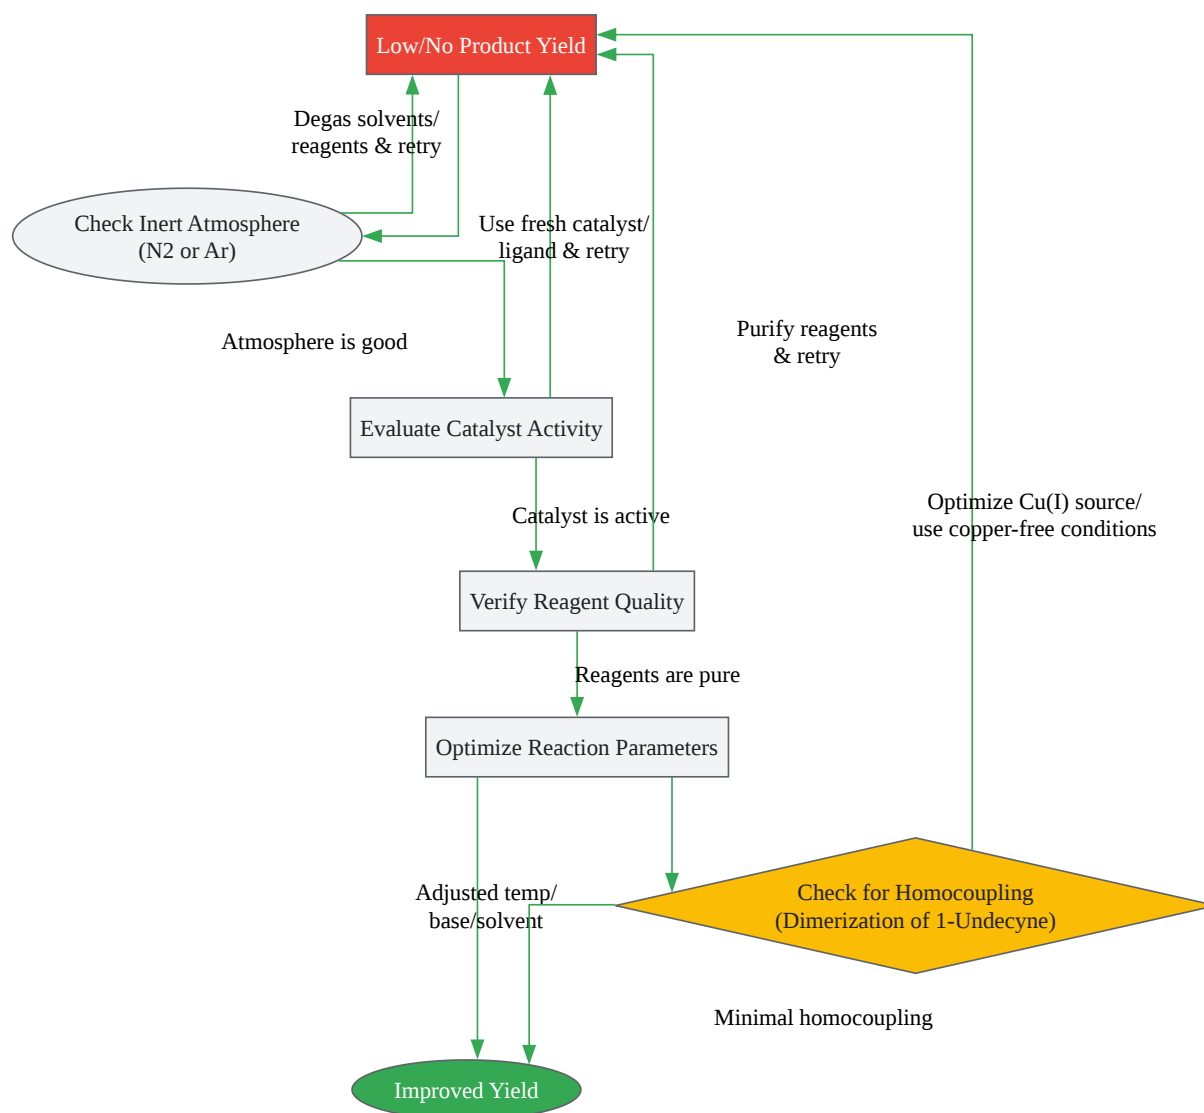 Low/No Product Yield
Degas solvents/
reagents & retry
Check Inert Atmosphere
(N2 or Ar)
Use fresh catalyst/
ligand & retry
Purify reagents
& retry
Atmosphere is good
Evaluate Catalyst Activity
Optimize Cu(I) source/
use copper-free conditions
Catalyst is active
Verify Reagent Quality
Reagents are pure
Optimize Reaction Parameters
Adjusted temp/
base/solvent
Check for Homocoupling
(Dimerization of 1-Undecyne)
Minimal homocoupling
Improved Yield